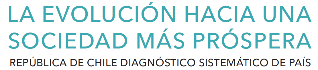 LA EVOLUCIÓN HACIA UNA
SOCIEDAD MÁS PRÓSPERA
REPÚBLICA DE CHILE DIAGNÓSTICO SISTEMÁTICO DE PAÍS